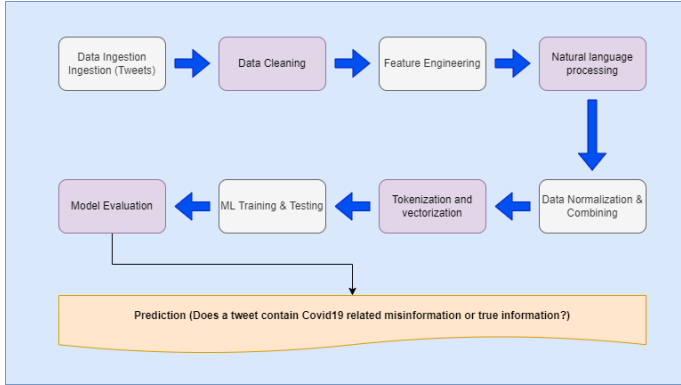 Data Ingestion
Ingestion (Tweets)
Data Cleaning
Feature Engineering
Natural language
processing
Model Evaluation
ML Training & Testing
Tokenization and
vectorization
Data Normalization &
Combining
Prediction (Does a tweet contain Covid19 related misinformation or true information?)